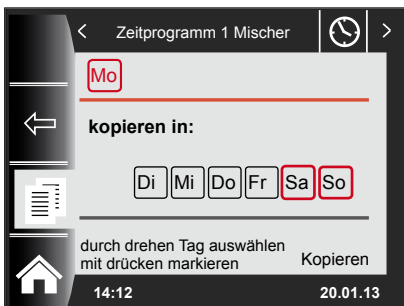 Zeitprogramm 1 Mischer
Mo
kopieren in:
Di Mi Do Fr Sa So
durch drehen Tag auswählen
mit drücken markieren Kopieren
14:12 20.01.13